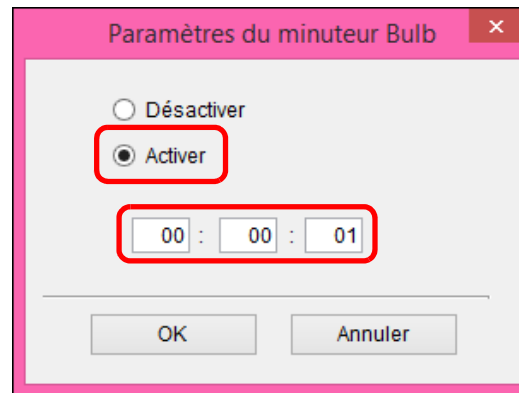 Paramètres du minuteur Bulb
Désactiver
Activer
00 : 00 : 01
OK Annuler